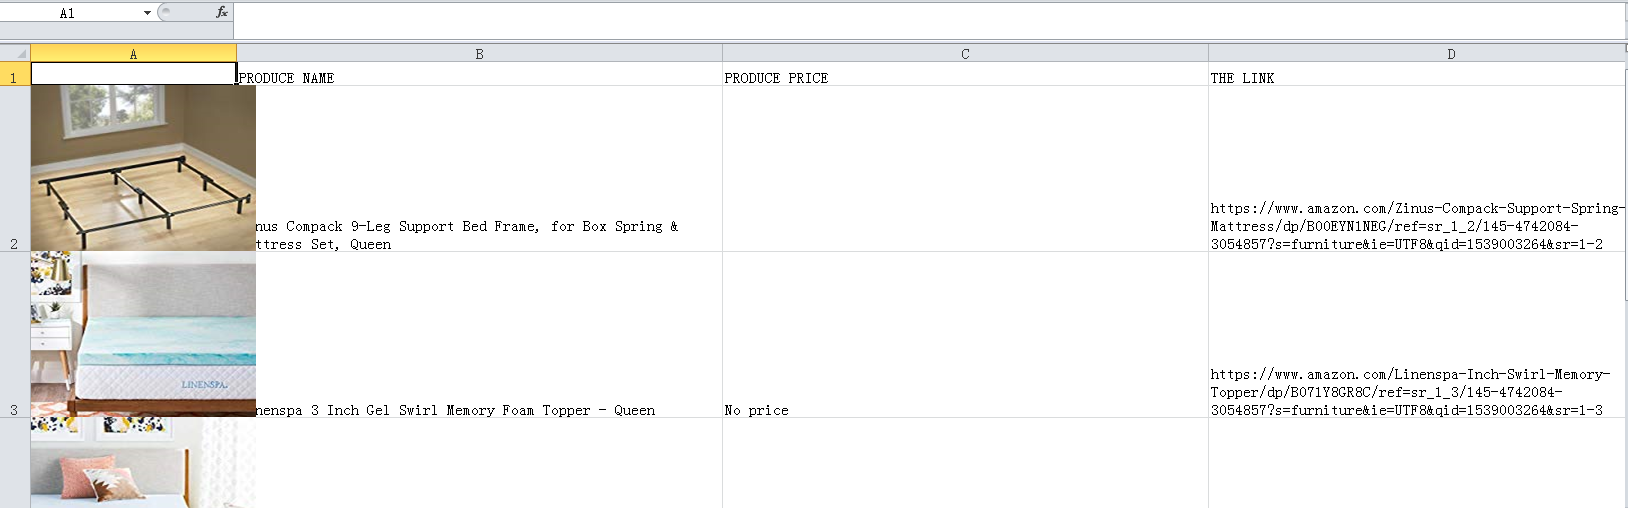 A1
fx
A B C D
1 PRODUCE NAME PRODUCE PRICE THE LINK
nus Compack 9-Leg Support Bed Frame, for Box Spring &
ttress Set, Queen
https://www.amazon.com/Zinus-Compack-Support-Spring-
Mattress/dp/B00EYN1NEG/ref=sr_1_2/145-4742084-
3054857?s=furniture&ie=UTF8&qid=1539003264&sr=1-2
2
LINENSPA.
nenspa 3 Inch Gel Swirl Memory Foam Topper - Queen
No price
https://www.amazon.com/Linenspa-Inch-Swirl-Memory-
Topper/dp/B071Y8GR8C/ref=sr_1_3/145-4742084-
3054857?s=furniture&ie=UTF8&qid=1539003264&sr=1-3
3